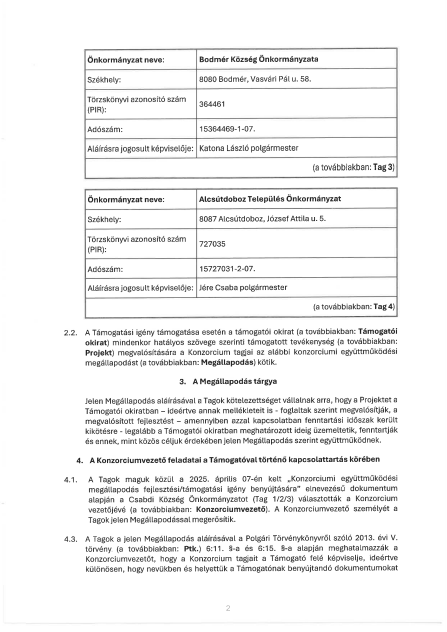 Önkormányzat neve: Bodmér Község Önkormányzata
Székhely: 8080 Bodmér, Vasvári Pál u. 58.
Törzskönyvi azonosító szám
(PIR): 364461
Adószám: 15364469-1-07.
Aláírásra jogosult képviselője: Katona László polgármester
(a továbbiakban: Tag 3)
Önkormányzat neve: Alcsútdoboz Település Önkormányzat
Székhely: 8087 Alcsútdoboz, József Attila u. 5.
Törzskönyvi azonosító szám
(PIR): 727035
Adószám: 15727031-2-07.
Aláírásra jogosult képviselője: Jére Csaba polgármester
(a továbbiakban: Tag 4)
2.2. A Támogatási igény támogatása esetén a támogatói okirat (a továbbiakban: Támogatói
okirat) mindenkor hatályos szövege szerinti támogatott tevékenység (a továbbiakban:
Projekt) megvalósítására a Konzorcium tagjai az alábbi konzorciumi együttműködési
megállapodást (a továbbiakban: Megállapodás) kötik.
3. A Megállapodás tárgya
Jelen Megállapodás aláírásával a Tagok kötelezettséget vállalnak arra, hogy a Projektet a
Támogatói okiratban – ideértve annak mellékleteit is - foglaltak szerint megvalósítják, a
megvalósított fejlesztést – amennyiben azzal kapcsolatban fenntartási időszak került
kikötésre - legalább a Támogatói okiratban meghatározott ideig üzemeltetik, fenntartják
és ennek, mint közös céljuk érdekében jelen Megállapodás szerint együttműködnek.
4. A Konzorciumvezető feladatai a Támogatóval történő kapcsolattartás körében
4.1. A Tagok maguk közül a 2025. április 07-én kelt „Konzorciumi együttműködési
megállapodás fejlesztési/támogatási igény benyújtására" elnevezésű dokumentum
alapján a Csabdi Község Önkormányzatot (Tag 1/2/3) választották a Konzorcium
vezetőjévé (a továbbiakban: Konzorciumvezető). A Konzorciumvezető személyét a
Tagok jelen Megállapodással megerősítik.
4.3. A Tagok a jelen Megállapodás aláírásával a Polgári Törvénykönyvről szóló 2013. évi V.
törvény (a továbbiakban: Ptk.) 6:11. §-a és 6:15. §-a alapján meghatalmazzák a
Konzorciumvezetőt, hogy a Konzorcium tagjait a Támogató felé képviselje, ideértve
különösen, hogy nevükben és helyettük a Támogatónak benyújtandó dokumentumokat
2